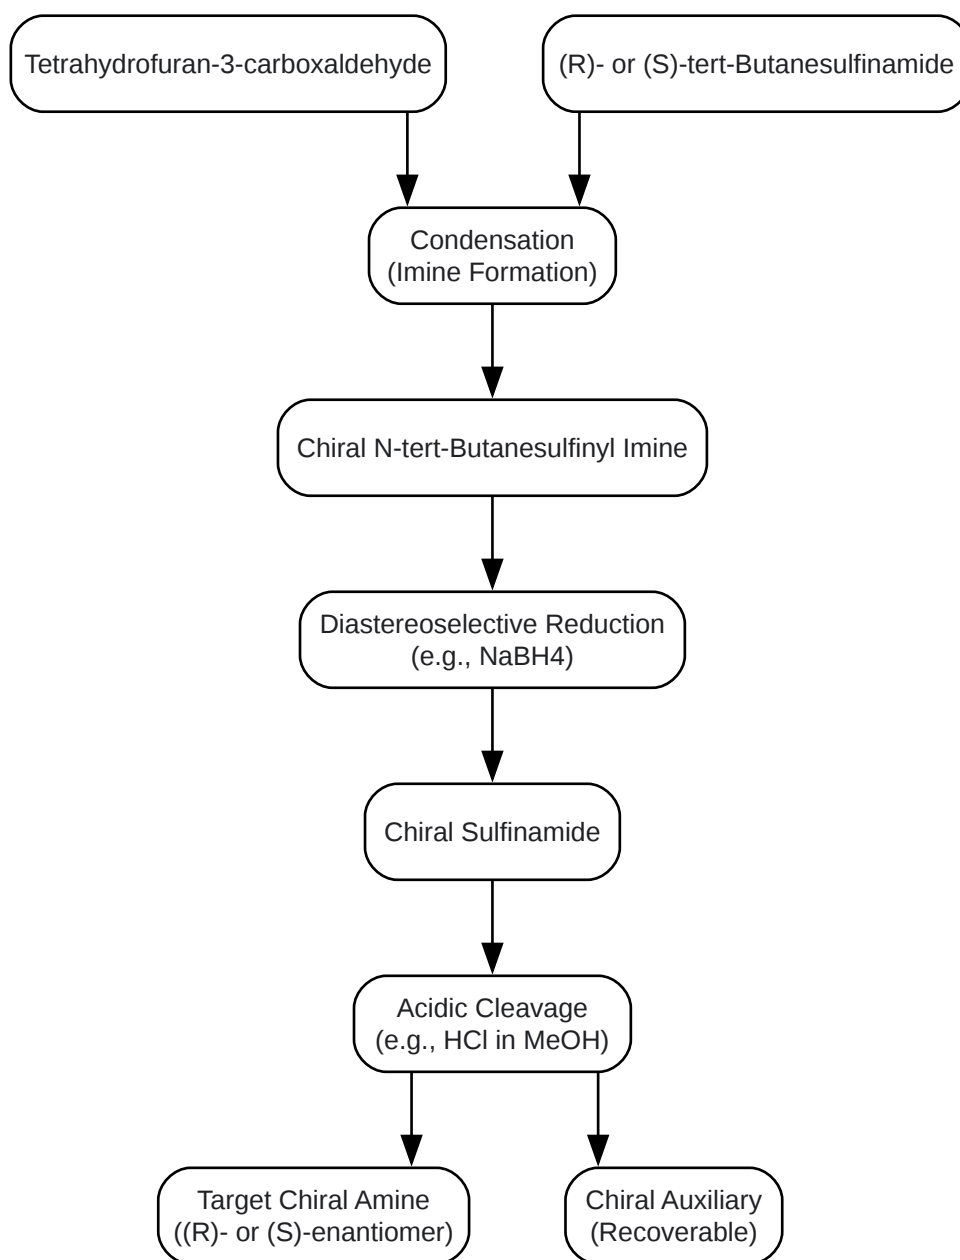 Tetrahydrofuran-3-carboxaldehyde
(R)- or (S)-tert-Butanesulfinamide
Condensation
(Imine Formation)
Chiral N-tert-Butanesulfinyl Imine
Diastereoselective Reduction
(e.g., NaBH4)
Chiral Sulfinamide
Acidic Cleavage
(e.g., HCl in MeOH)
Target Chiral Amine
((R)- or (S)-enantiomer)
Chiral Auxiliary
(Recoverable)